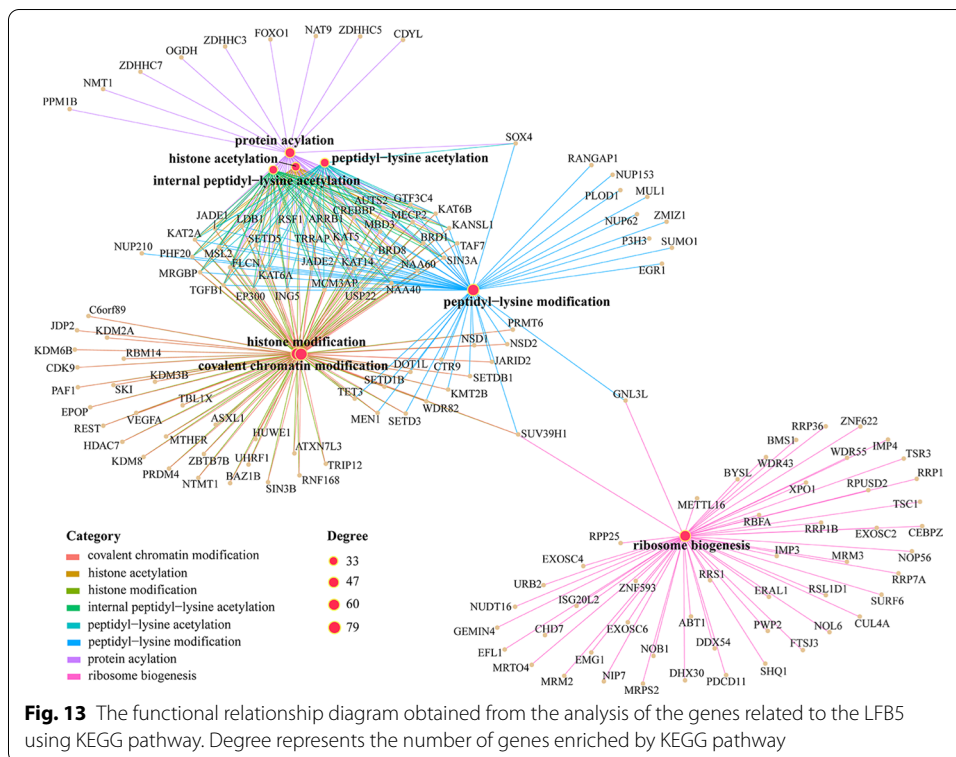 FOXO1
NAT9
ZDHHC5
CDYL
ZDHHC3
OGDH
ZDHHC7
NMT1
PPM1B
protein acylation
SOX4
histone acetylation
peptidyl−lysine acetylation
internal peptidyl−lysine acetylation
RANGAP1
NUP153
PLOD1
MUL1
NUP62
ZMIZ1
P3H3
SUMO1
EGR1
AUTS2
GTF3C4
JADE1
LDB1
RSF1
ARRB1
CREBBP
MECP2
KAT6B
MBD3
KANSL1
KAT2A
SETD5
TRRAP
KAT5
BRD1
TAF7
NUP210
PHF20
MSL2
FLCN
JADE2
KAT14
BRD8
NAA60
SIN3A
MRGBP
KAT6A
MCM3AP
TGFB1
EP300
ING5
USP22
NAA40
peptidyl−lysine modification
C6orf89
JDP2
KDM2A
histone modification
PRMT6
NSD1
NSD2
KDM6B
RBM14
covalent chromatin modification
DOT1L
CTR9
JARID2
CDK9
KDM3B
SETD1B
SETDB1
PAF1
SKI
TBL1X
TET3
KMT2B
GNL3L
EPOP
VEGFA
ASXL1
MEN1
SETD3
WDR82
REST
HDAC7
MTHFR
HUWE1
ATXN7L3
SUV39H1
KDM8
ZBTB7B
UHRF1
TRIP12
PRDM4
NTMT1
BAZ1B
SIN3B
RNF168
RRP36
ZNF622
BMS1
IMP4
WDR43
WDR55
TSR3
BYSL
XPO1
RPUSD2
RRP1
METTL16
TSC1
RPP25
RBFA
RRP1B
EXOSC2
CEBPZ
ribosome biogenesis
EXOSC4
IMP3
MRM3
NOP56
URB2
ZNF593
RRS1
RRP7A
NUDT16
ISG20L2
ERAL1
RSL1D1
SURF6
GEMIN4
CHD7
EXOSC6
ABT1
PWP2
NOL6
CUL4A
EFL1
EMG1
NOB1
DDX54
FTSJ3
MRTO4
MRM2
NIP7
MRPS2
DHX30
PDCD11
SHQ1
Category
covalent chromatin modification
histone acetylation
histone modification
internal peptidyl−lysine acetylation
peptidyl−lysine acetylation
peptidyl−lysine modification
protein acylation
ribosome biogenesis
Degree
33
47
60
79
Fig. 13 The functional relationship diagram obtained from the analysis of the genes related to the LFB5
using KEGG pathway. Degree represents the number of genes enriched by KEGG pathway